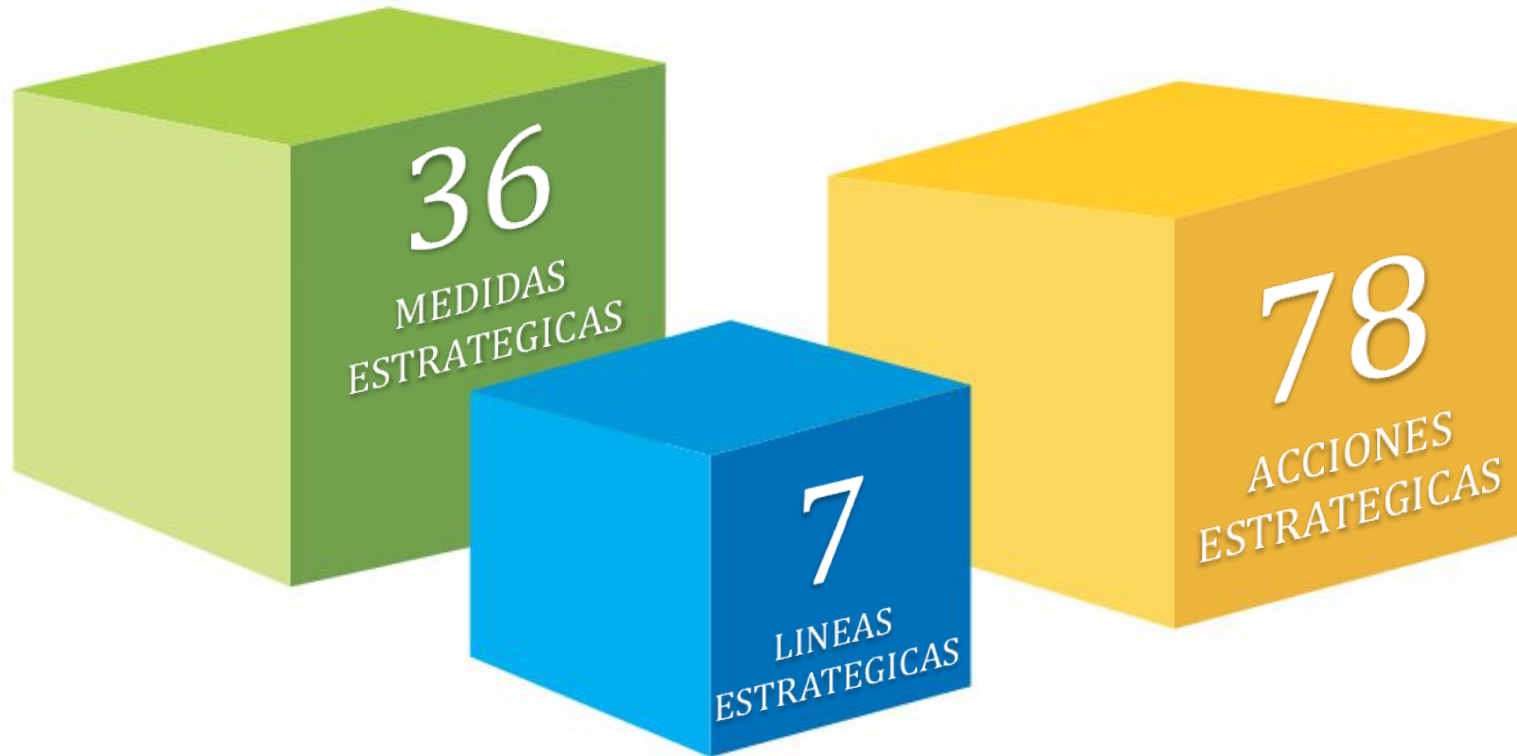 36
MEDIDAS
ESTRATEGICAS
7
LINEAS
ESTRATEGICAS
78
ACCIONES
ESTRATEGICAS